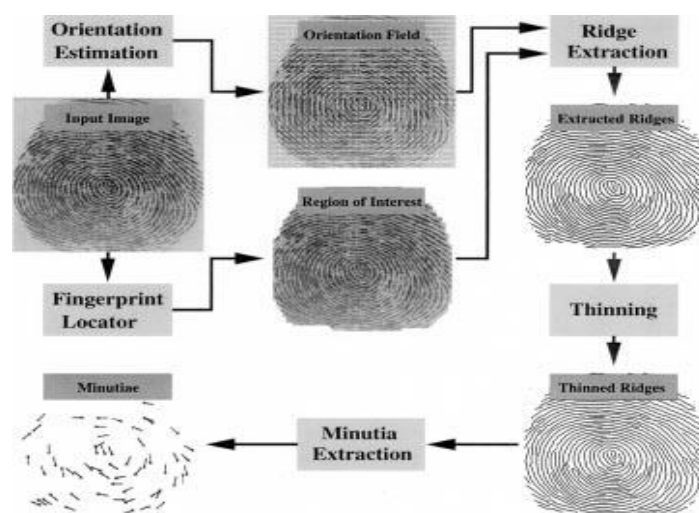 Orientation
Estimation
Orientation Field
Ridge
Extraction
Input Image
Extracted Ridges
Region of Interest
Fingerprint
Locator
Thinning
Minutiae
Minutia
Extraction
Thinned Ridges